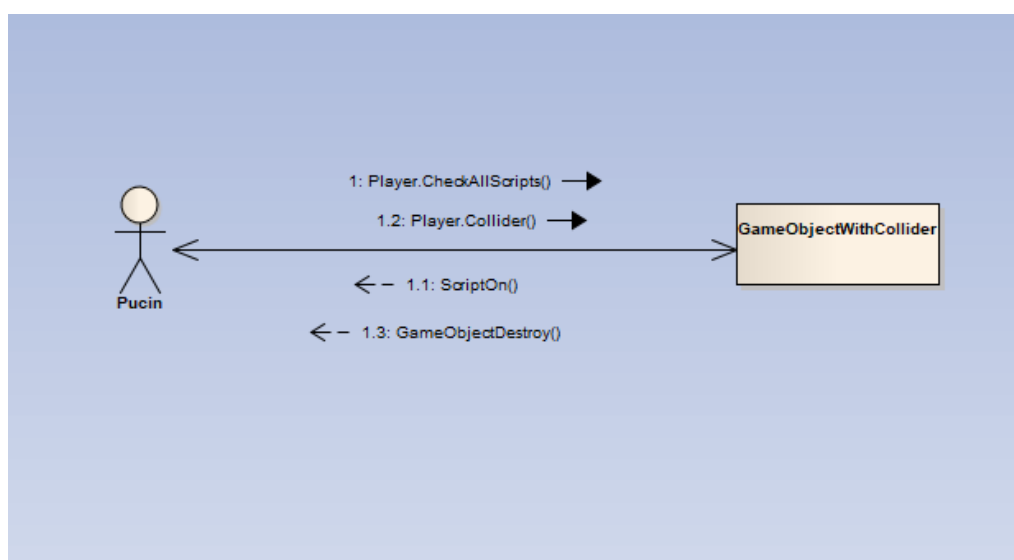 1: Player.CheckAllScripts()
1.2: Player.Collider()
GameObjectWithCollider
1.1: ScriptOn()
Pucin
1.3: GameObjectDestroy()